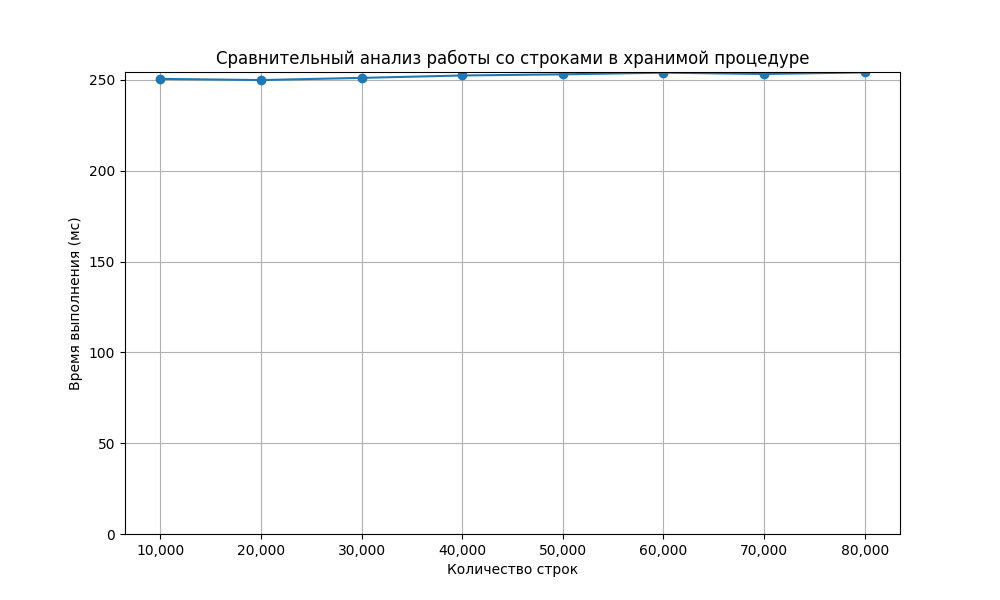 Сравнительный анализ работы со строками в хранимой процедуре
250
200
150
100
50
0
Время выполнения (мс)
10,000 20,000 30,000 40,000 50,000 60,000 70,000 80,000
Количество строк